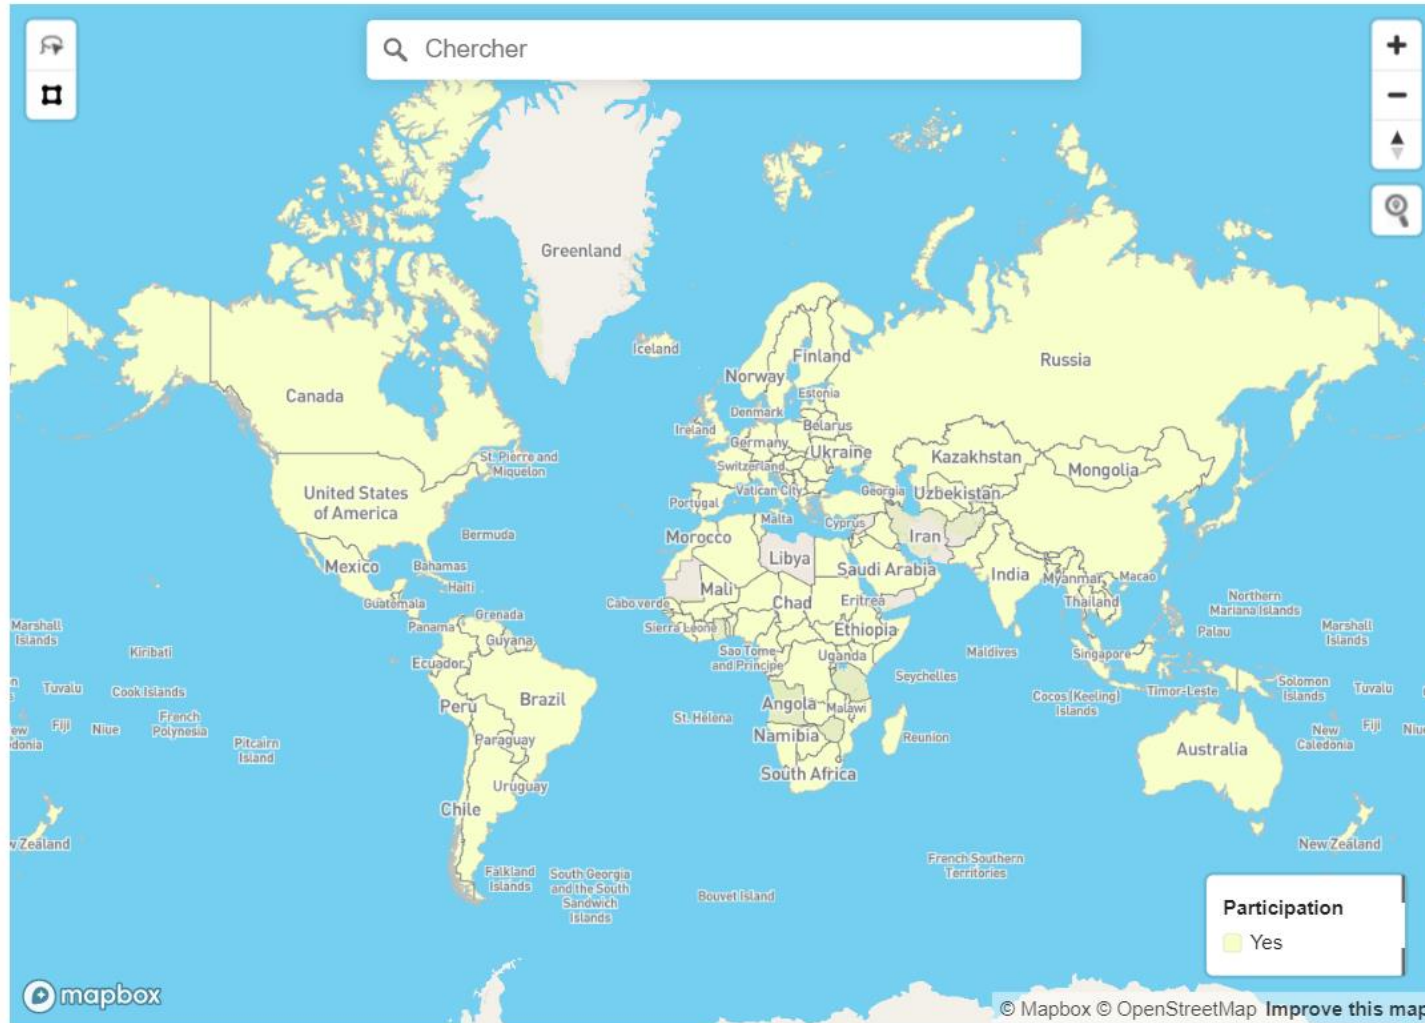 Chercher
Greenland
Iceland
Finland
Russia
Norway
Canada
Estonia
Denmark
Ireland
Belarus
Germany
Ukraine
St. Pierre and
Miquelon
Switzerland
Kazakhstan
Mongolia
United States
of America
Vatican City
Georgia
Uzbekistan
Portugal
Malta
Cyprus
Bermuda
Morocco
Iran
Libya
Mexico
Bahamas
Saudi Arabia
India
Myanmar
Macao
Haiti
Mali
Guatemala
Cabo verde
Chad
Eritrea
Thailand
Northern
Mariana Islands
Grenada
Panama
Sierra Leone
Ethiopia
Marshall
Islands
Palau
Marshall
Islands
Guyana
Kiribati
Sao Tome
and Principe
Uganda
Maldives
Singapore
Ecuador
Seychelles
Tuvalu
Cook Islands
Cocos (Keeling)
Islands
Timor-Leste
Solomon
Islands
Tuvalu
Peru
Brazil
Angola
Malawi
Fiji
Niue
French
Polynesia
St. Helena
Namibia
Reunion
New
Caledonia
Fiji
Niu
Pitcairn
Island
Paraguay
Australia
South Africa
Uruguay
Chile
w Zealand
New Zealand
Falkland
Islands
South Georgia
and the South
Sandwich
Islands
Bouvet Island
French Southern
Territories
Participation
Yes
mapbox
© Mapbox © OpenStreetMap Improve this map